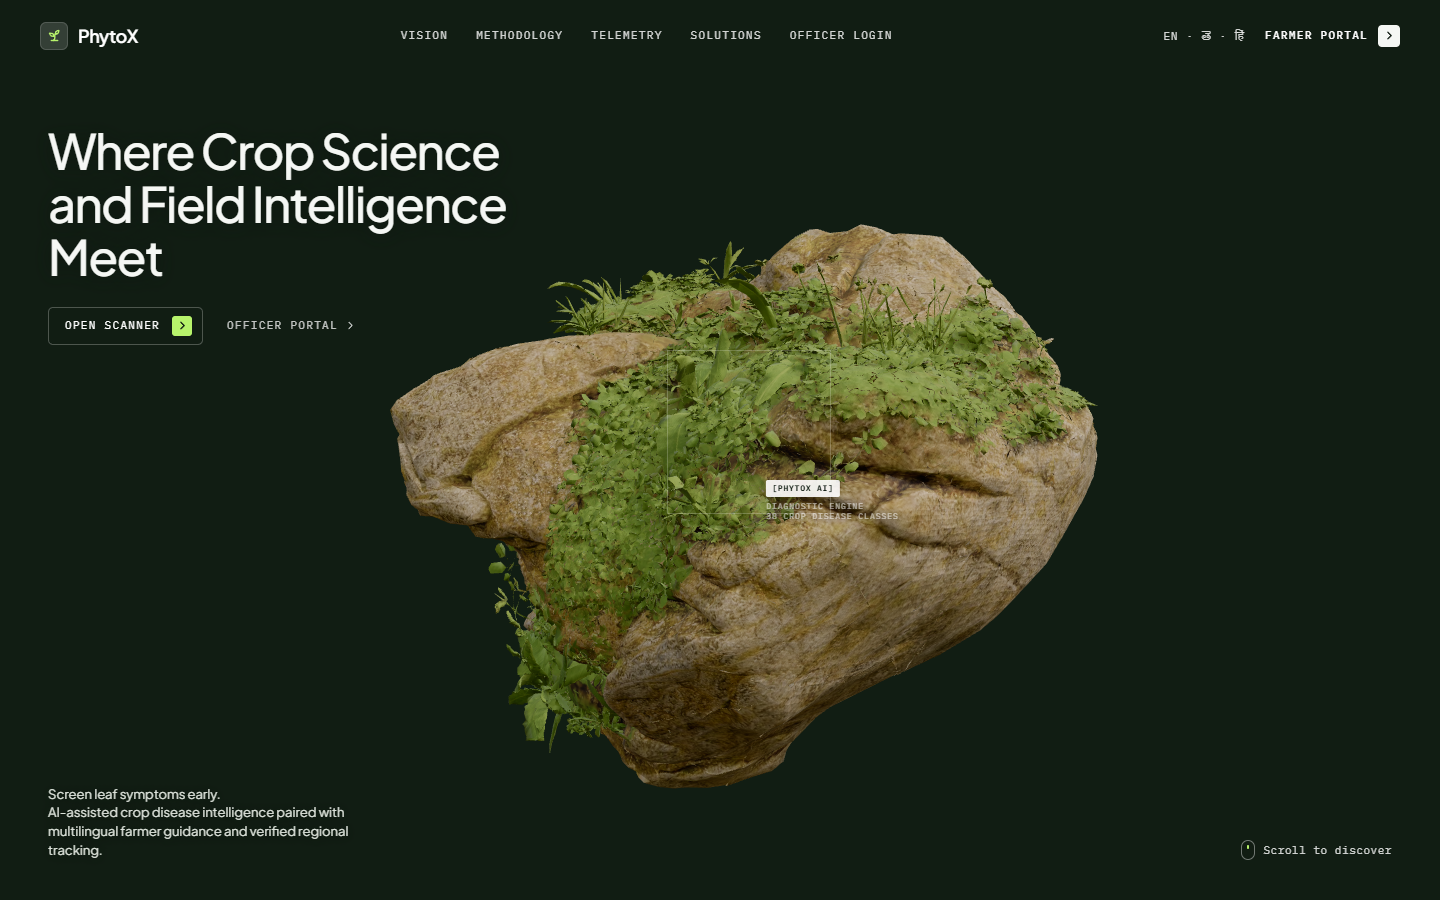 PhytoX
VISION METHODOLOGY TELEMETRY SOLUTIONS OFFICER LOGIN
EN · తె · हि FARMER PORTAL
Where Crop Science
and Field Intelligence
Meet
OPEN SCANNER
OFFICER PORTAL
[PHYTOX AI]
DIAGNOSTIC ENGINE
38 CROP DISEASE CLASSES
Screen leaf symptoms early.
AI-assisted crop disease intelligence paired with
multilingual farmer guidance and verified regional
tracking.
Scroll to discover